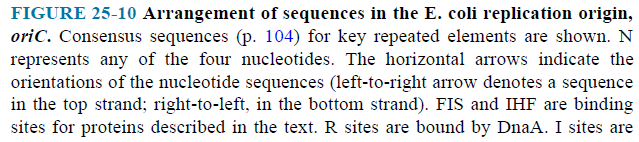 FIGURE 25-10 Arrangement of sequences in the E. coli replication origin,
oriC. Consensus sequences (p. 104) for key repeated elements are shown. N
represents any of the four nucleotides. The horizontal arrows indicate the
orientations of the nucleotide sequences (left-to-right arrow denotes a sequence
in the top strand; right-to-left, in the bottom strand). FIS and IHF are binding
sites for proteins described in the text. R sites are bound by DnaA. I sites are